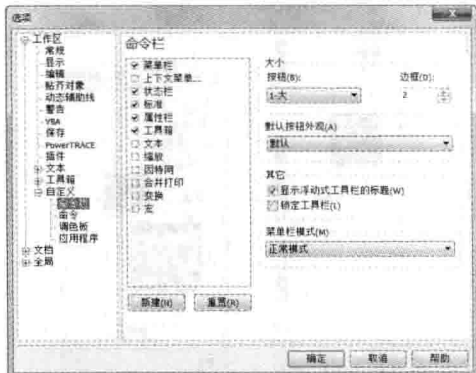 选项
工作区
常规
显示
编辑
贴齐对象
动态辅助线
警告
VBA
保存
PowerTRACE
插件
文本
工具箱
自定义
命令栏
命令
调色板
应用程序
文档
全局
命令栏
菜单栏
上下文菜单...
状态栏
标准
属性栏
工具箱
文本
缩放
因特网
合并打印
变换
宏
新建(N)
重置(R)
大小
按钮(B):
边框(D):
1-大
2
默认按钮外观(A)
默认
其它
显示浮动式工具栏的标题(W)
锁定工具栏(L)
菜单栏模式(M)
正常模式
确定
取消
帮助